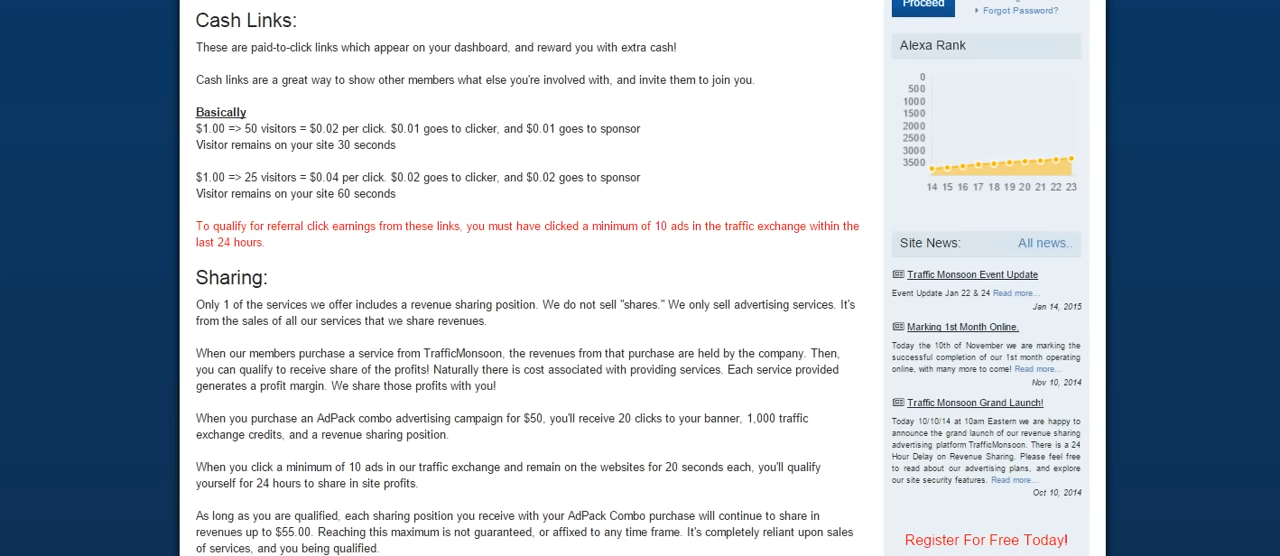 Cash Links:
These are paid-to-click links which appear on your dashboard, and reward you with extra cash!
Cash links are a great way to show other members what else you're involved with, and invite them to join you.
Basically
$1.00 => 50 visitors = $0.02 per click. $0.01 goes to clicker, and $0.01 goes to sponsor
Visitor remains on your site 30 seconds
$1.00 => 25 visitors = $0.04 per click. $0.02 goes to clicker, and $0.02 goes to sponsor
Visitor remains on your site 60 seconds
To qualify for referral click earnings from these links, you must have clicked a minimum of 10 ads in the traffic exchange within the
last 24 hours.
Sharing:
Only 1 of the services we offer includes a revenue sharing position. We do not sell "shares." We only sell advertising services. It's
from the sales of all our services that we share revenues.
When our members purchase a service from TrafficMonsoon, the revenues from that purchase are held by the company. Then,
you can qualify to receive share of the profits! Naturally there is cost associated with providing services. Each service provided
generates a profit margin. We share those profits with you!
When you purchase an AdPack combo advertising campaign for $50, you'll receive 20 clicks to your banner, 1,000 traffic
exchange credits, and a revenue sharing position.
When you click a minimum of 10 ads in our traffic exchange and remain on the websites for 20 seconds each, you'll qualify
yourself for 24 hours to share in site profits.
As long as you are qualified, each sharing position you receive with your AdPack Combo purchase will continue to share in
revenues up to $55.00. Reaching this maximum is not guaranteed, or affixed to any time frame. It's completely reliant upon sales
of services, and you being qualified.
Proceed
Forgot Password?
Alexa Rank
0
500
1000
1500
2000
2500
3000
3500
14 15 16 17 18 19 20 21 22 23
Site News: All news..
Traffic Monsoon Event Update
Event Update Jan 22 & 24 Read more...
Jan 14, 2015
Marking 1st Month Online.
Today the 10th of November we are marking the
successful completion of our 1st month operating
online, with many more to come! Read more...
Nov 10, 2014
Traffic Monsoon Grand Launch!
Today 10/10/14 at 10am Eastern we are happy to
announce the grand launch of our revenue sharing
advertising platform TrafficMonsoon. There is a 24
Hour Delay on Revenue Sharing. Please feel free
to read about our advertising plans, and explore
our site security features. Read more...
Oct 10, 2014
Register For Free Today!